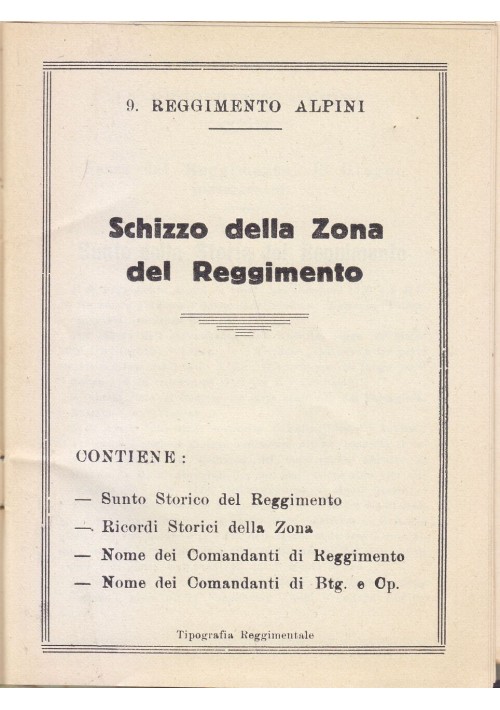 9. REGGIMENTO ALPINI
Schizzo della Zona
del Reggimento
CONTIENE:
— Sunto Storico del Reggimento
— Ricordi Storici della Zona
— Nome dei Comandanti di Reggimento
— Nome dei Comandanti di Btg. e Cp.
Tipografia Reggimentale